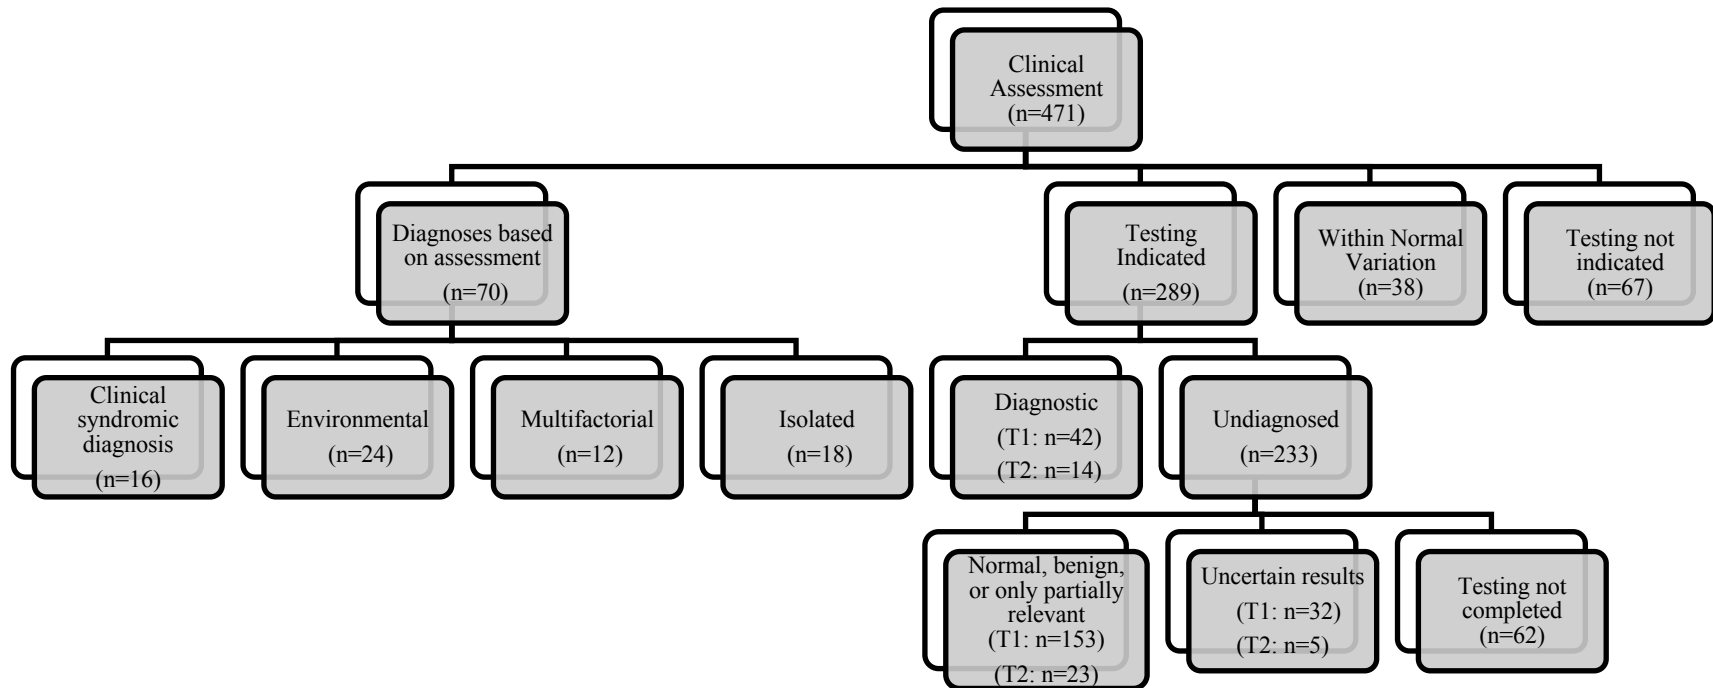 Clinical
Assessment
(n=471)
Diagnoses based
on assessment
(n=70)
Testing
Indicated
(n=289)
Within Normal
Variation
(n=38)
Testing not
indicated
(n=67)
Clinical
syndromic
diagnosis
(n=16)
Environmental
(n=24)
Multifactorial
(n=12)
Isolated
(n=18)
Diagnostic
(T1: n=42)
(T2: n=14)
Undiagnosed
(n=233)
Normal, benign,
or only partially
relevant
(T1: n=153)
(T2: n=23)
Uncertain results
(T1: n=32)
(T2: n=5)
Testing not
completed
(n=62)